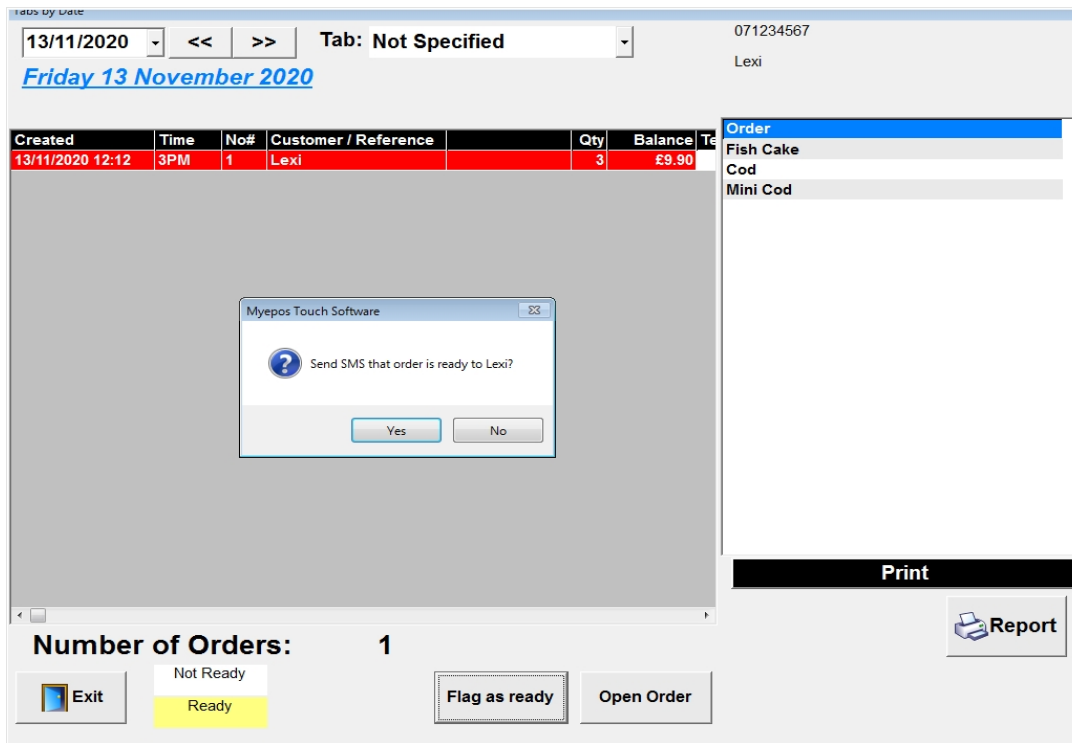 Tabs by Date
13/11/2020 << >> Tab: Not Specified
071234567
Lexi
Friday 13 November 2020
Created Time No# Customer / Reference Qty Balance
13/11/2020 12:12 3PM 1 Lexi 3 £9.90
Order
Fish Cake
Cod
Mini Cod
Myepos Touch Software
Send SMS that order is ready to Lexi?
Yes No
Print
Report
Number of Orders: 1
Exit
Not Ready
Ready
Flag as ready
Open Order